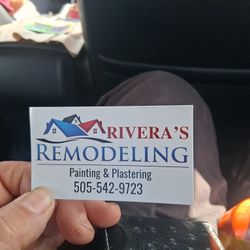 RIVERA'S
REMODELING
Painting & Plastering
505-542-9723